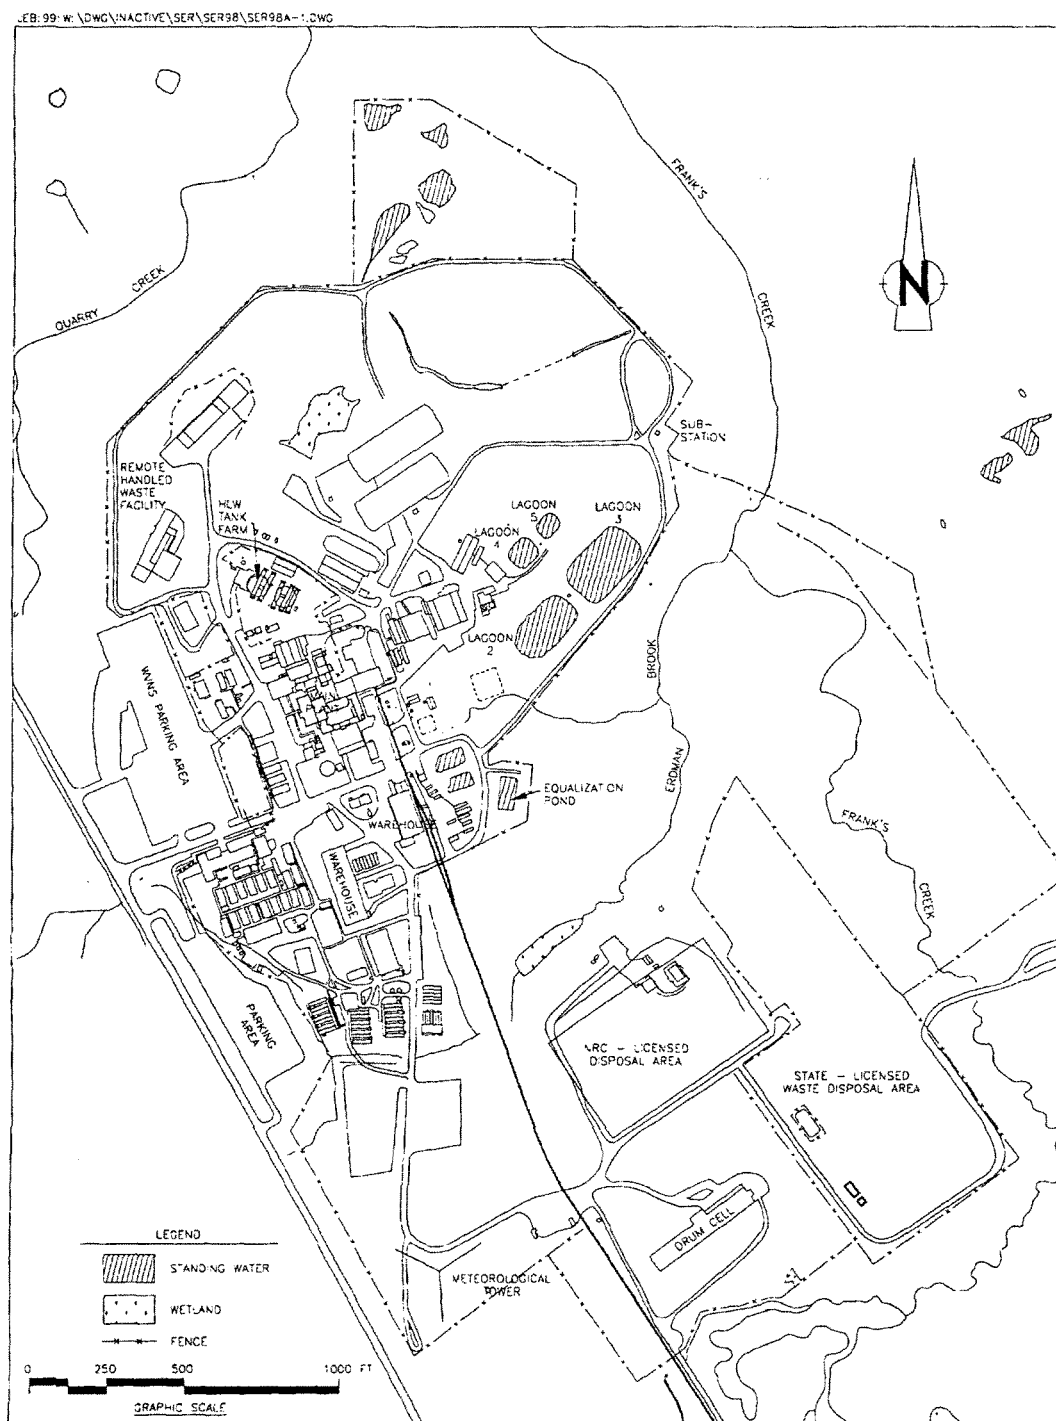 JEB:99:W:\DWG\INACTIVE\SER\SER98\SER98A-1.DWG
FRANK'S
CREEK
QUARRY
CREEK
N
SUB-
STATION
REMOTE
HANDLED
WASTE
FACILITY
HLW
TANK
FARM
LAGOON
5
LAGOON
3
LAGOON
4
LAGOON
2
BROOK
ERDMAN
WVNS PARKING AREA
EQUALIZATION
POND
WAREHOUSE
WAREHOUSE
FRANK'S
CREEK
PARKING
AREA
NRC - LICENSED
DISPOSAL AREA
STATE - LICENSED
WASTE DISPOSAL AREA
DRUM CELL
METEOROLOGICAL
TOWER
LEGEND
STANDING WATER
WETLAND
FENCE
0 250 500 1000 FT
GRAPHIC SCALE